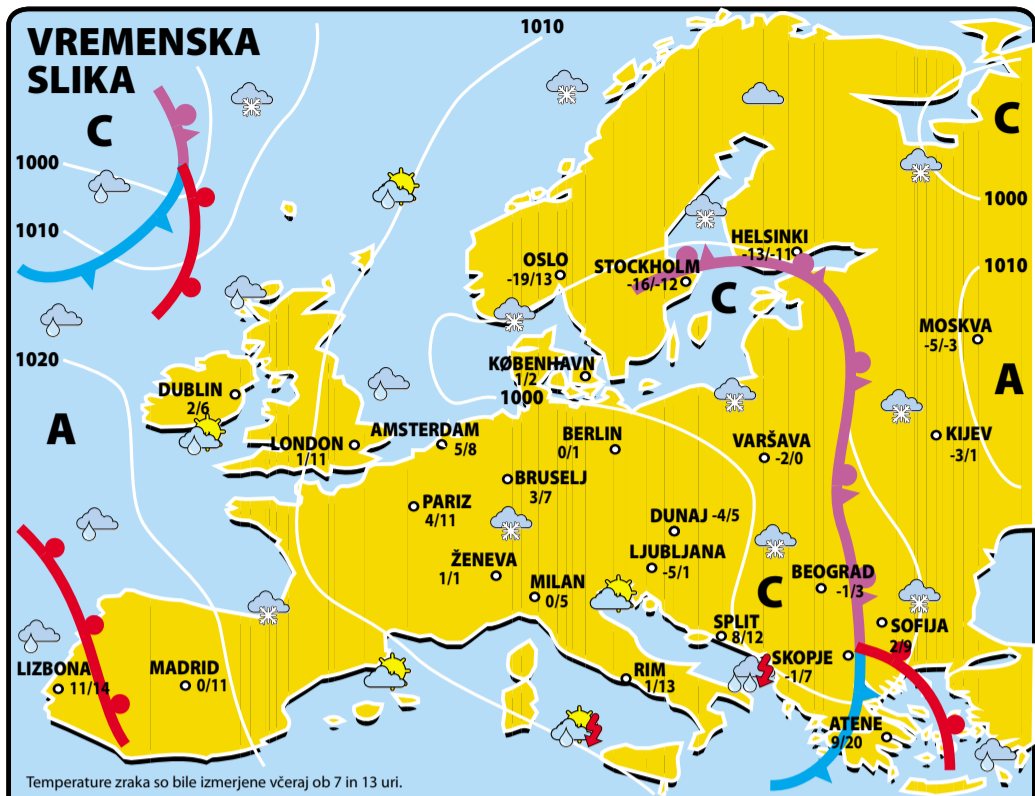 VREMENSKA
SLIKA
1010
C
C
1000
1000
1010
HELSINKI
-13/-11
OSLO
-19/13
STOCKHOLM
-16/-12
1010
C
MOSKVA
-5/-3
1020
KØBENHAVN
1/2
A
DUBLIN
2/6
1000
A
AMSTERDAM
5/8
BERLIN
0/1
LONDON
1/11
VARŠAVA
-2/0
KIJEV
-3/1
BRUSELJ
3/7
PARIZ
4/11
DUNAJ -4/5
LJUBLJANA
-5/1
ŽENEVA
1/1
MILAN
0/5
BEOGRAD
-1/3
C
SPLIT
8/12
SOFIJA
2/9
SKOPJE
-1/7
LIZBONA
11/14
MADRID
0/11
RIM
1/13
ATENE
9/20
Temperature zraka so bile izmerjene včeraj ob 7 in 13 uri.